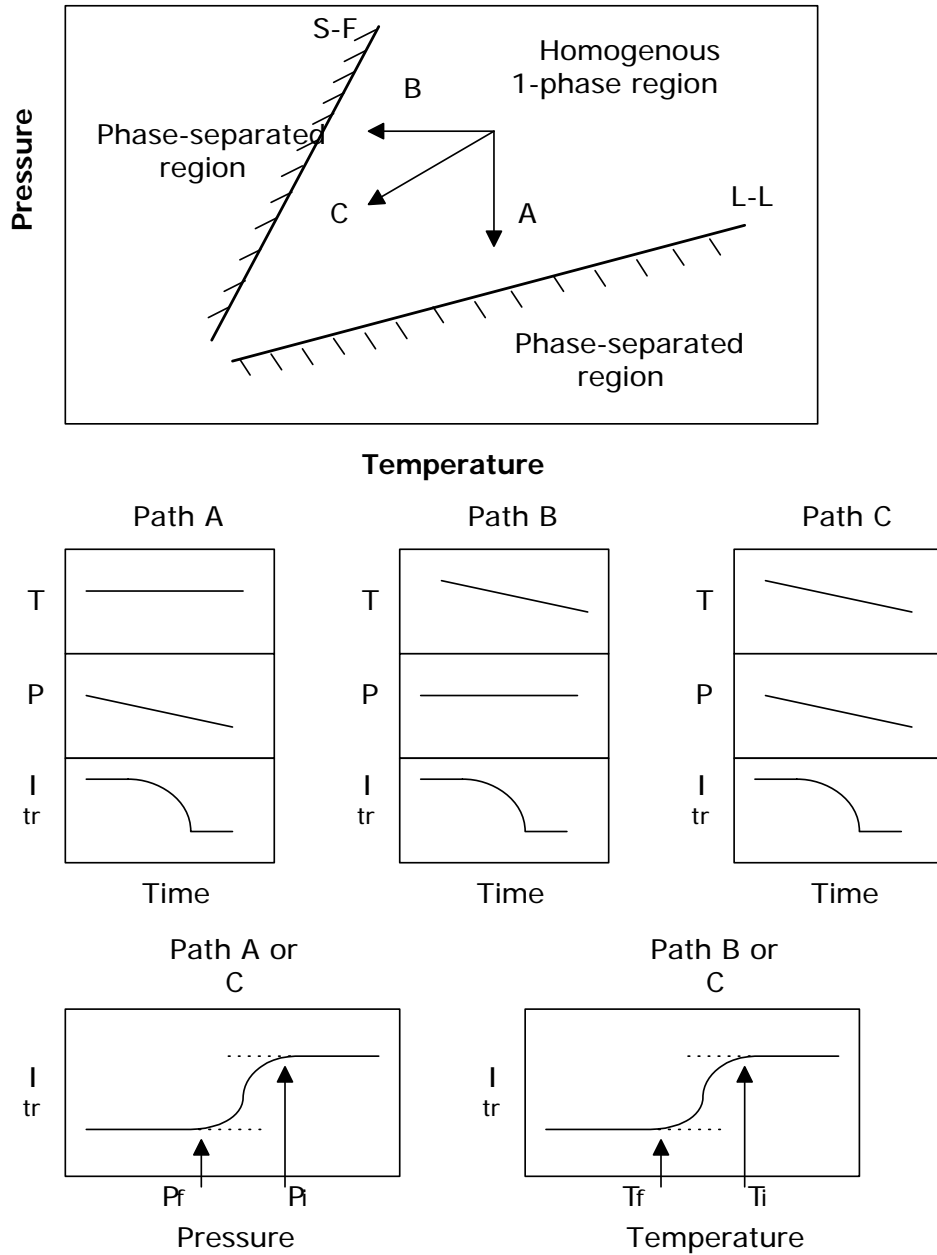 S-F
Homogenous
1-phase region
B
Phase-separated
region
Pressure
C
A
L-L
Phase-separated
region
Temperature
Path A
Path B
Path C
T
T
T
P
P
P
I
tr
I
tr
I
tr
Time
Time
Time
Path A or
C
Path B or
C
I
tr
I
tr
Pf
Pi
Tf
Ti
Pressure
Temperature